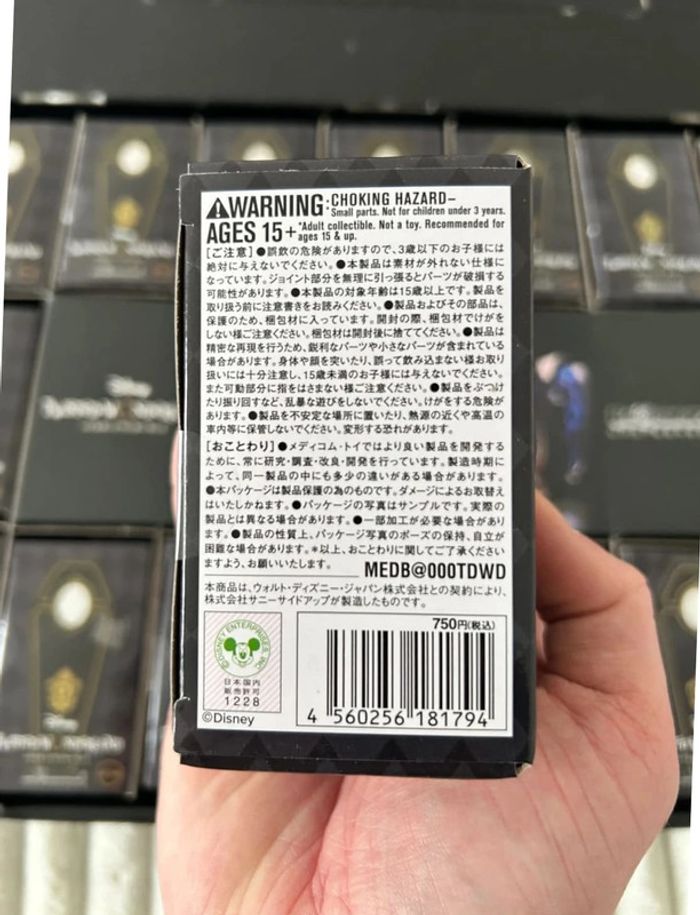 ⚠WARNING: CHOKING HAZARD–
Small parts. Not for children under 3 years.
AGES 15+ *Adult collectible. Not a toy. Recommended for
ages 15 & up.
[ご注意]●誤飲の危険がありますので、3歳以下のお子様には
絶対に与えないでください。●本製品は素材が外れない仕様に
なっています。ジョイント部分を無理に引っ張るとパーツが破損する
可能性があります。●本製品の対象年齢は15歳以上です。製品を
取り扱う前に注意書きをお読みください。●製品およびその部品は、
保護のため、梱包材に入っています。開封の際、梱包材でけがを
しない様ご注意ください。梱包材は開封後に捨ててください。●製品は
精密な再現を行うため、鋭利なパーツや小さなパーツが含まれている
場合があります。身体や顔を突いたり、誤って飲み込まない様お取り
扱いには十分注意し、15歳未満のお子様には与えないでください。
また可動部分に指をはさまない様ご注意ください。●製品をぶつけ
たり振り回すなど、乱暴な遊びをしないでください。けがをする危険が
あります。●製品を不安定な場所に置いたり、熱源の近くや高温の
車内等に保管しないでください。変形する恐れがあります。
[おことわり]●メディコム・トイではより良い製品を開発する
ために、常に研究・調査・改良・開発を行っています。製造時期に
よって、同一製品の中にも多少の違いがある場合があります。
●本パッケージは製品保護の為のものです。ダメージによるお取替え
はいたしかねます。●パッケージの写真はサンプルです。実際の
製品とは異なる場合があります。●一部加工が必要な場合があり
ます。●製品の性質上、パッケージ写真のポーズの保持、自立が
困難な場合があります。*以上、おことわりに関してご了承ください
ますよう、お願いいたします。
MEDB@000TDWD
本商品は、ウォルト・ディズニー・ジャパン株式会社との契約により、
株式会社サニーサイドアップが製造したものです。
©DISNEY ENTERPRISES, INC.
日本国内
販売許可
1228
©Disney
750円(税込)
4 560256 181794